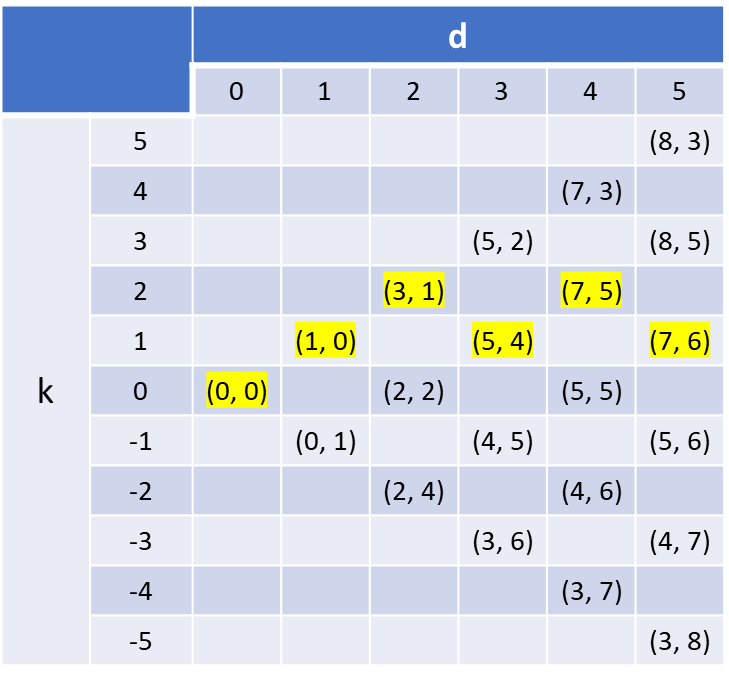 d
0 1 2 3 4 5
5 (8, 3)
4 (7, 3)
3 (5, 2) (8, 5)
2 (3, 1) (7, 5)
1 (1, 0) (5, 4) (7, 6)
k 0 (0, 0) (2, 2) (5, 5)
-1 (0, 1) (4, 5) (5, 6)
-2 (2, 4) (4, 6)
-3 (3, 6) (4, 7)
-4 (3, 7)
-5 (3, 8)